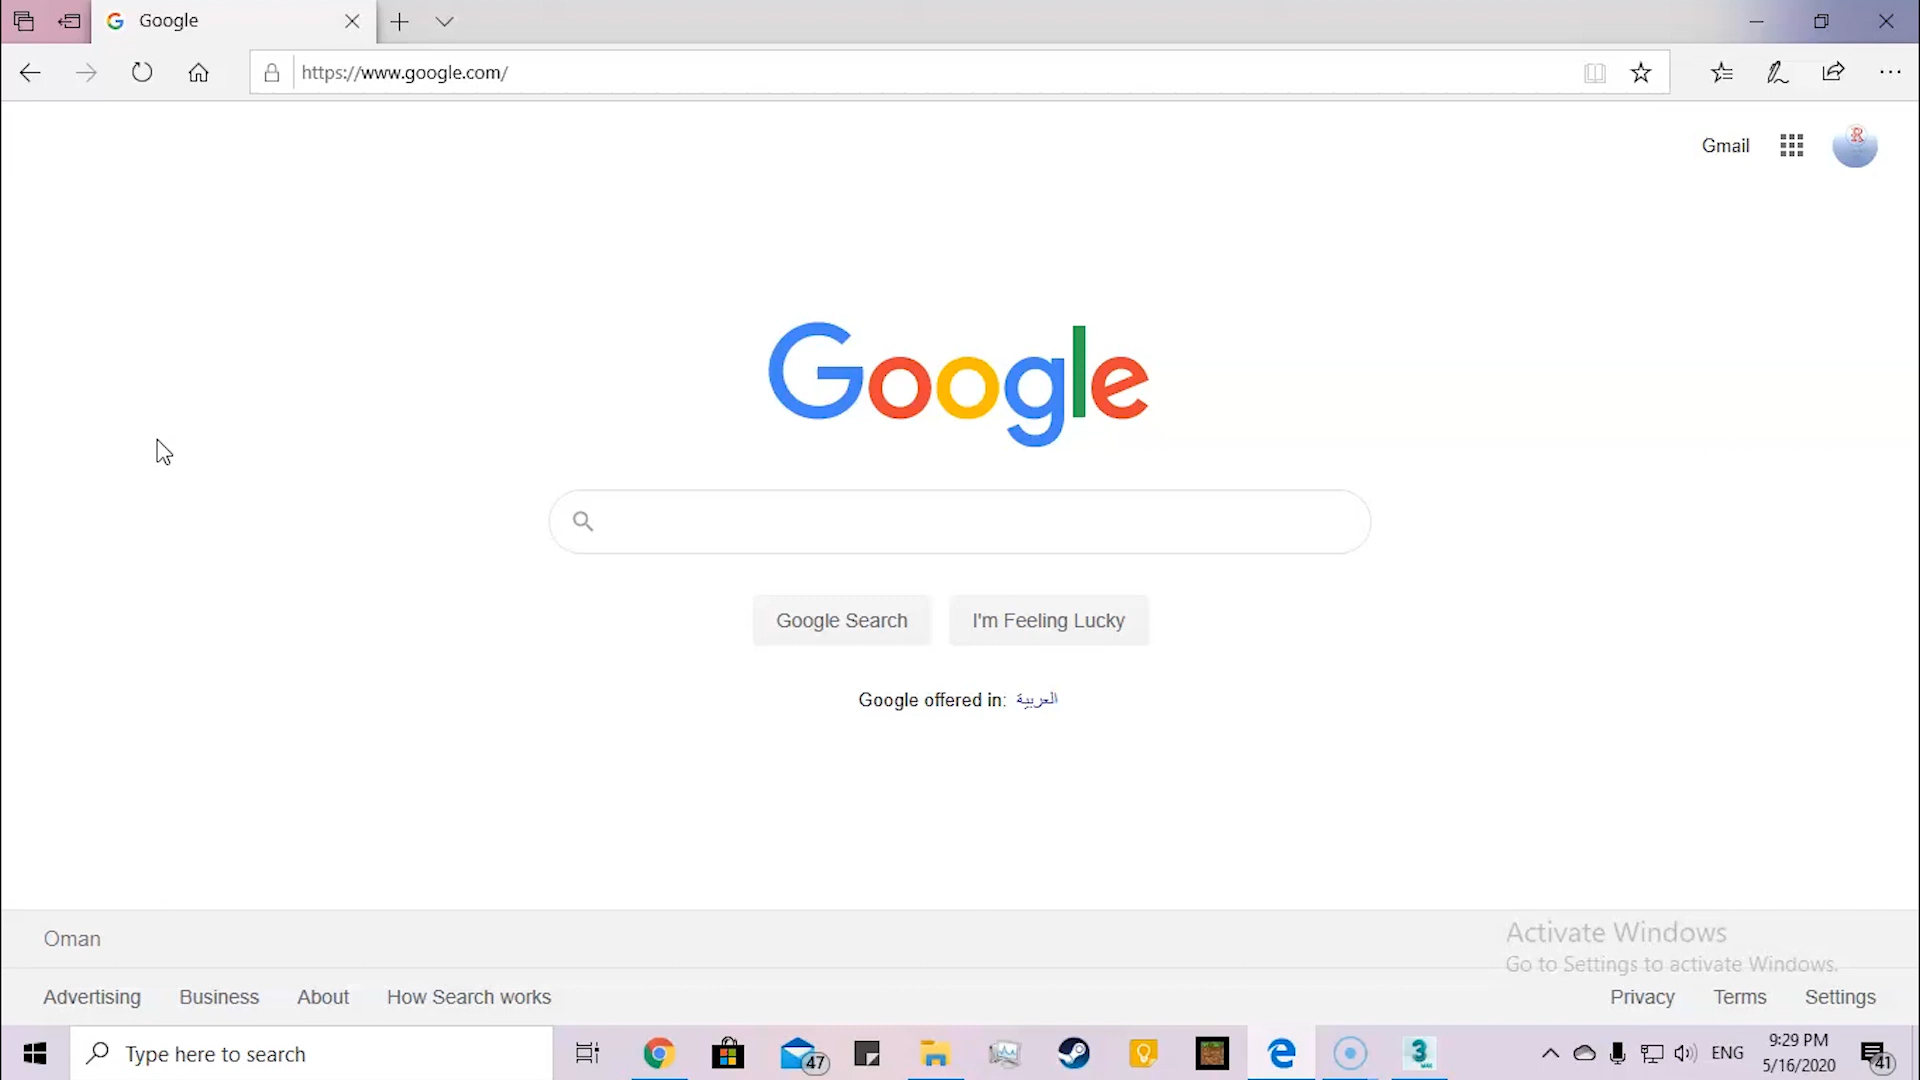 Google
https://www.google.com/
Gmail
Google
Google Search
I'm Feeling Lucky
Google offered in: العربية
Oman
Activate Windows
Go to Settings to activate Windows.
Advertising
Business
About
How Search works
Privacy
Terms
Settings
Type here to search
47
3
ENG
9:29 PM
5/16/2020
41